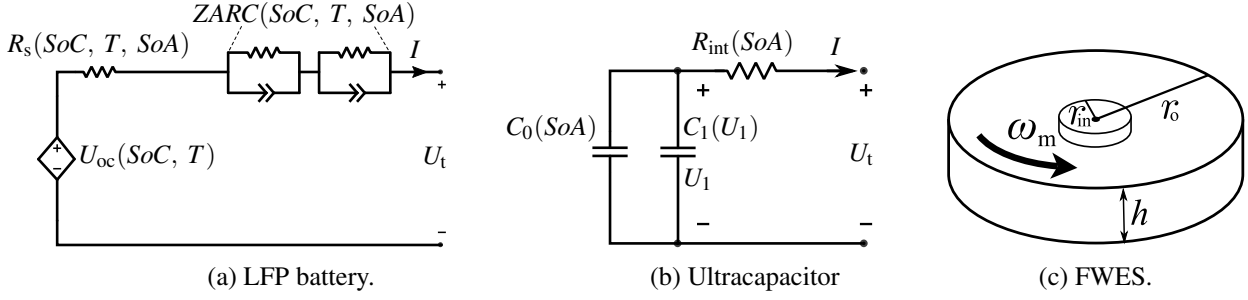 ZARC(SoC, T, SoA)
R_s(SoC, T, SoA)
I
+
U_oc(SoC, T)
+
−
U_t
-
(a) LFP battery.
R_int(SoA)
I
+
+
C_0(SoA)
C_1(U_1)
U_1
U_t
−
−
(b) Ultracapacitor
r_in
r_o
ω_m
h
(c) FWES.